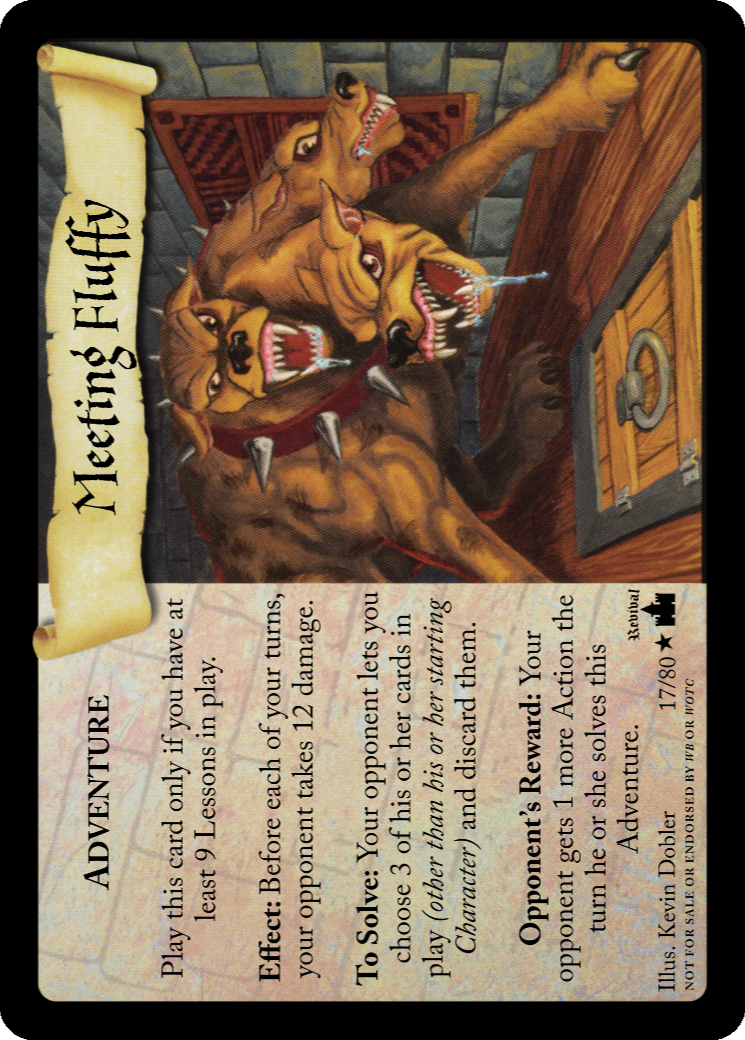 Meeting Fluffy
ADVENTURE
Play this card only if you have at
least 9 Lessons in play.
Effect: Before each of your turns,
your opponent takes 12 damage.
To Solve: Your opponent lets you
choose 3 of his or her cards in
play (other than his or her starting
Character) and discard them.
Opponent's Reward: Your
opponent gets 1 more Action the
turn he or she solves this
Adventure.
Revival
Illus. Kevin Dobler 17/80 ★
NOT FOR SALE OR ENDORSED BY WB OR WOTC